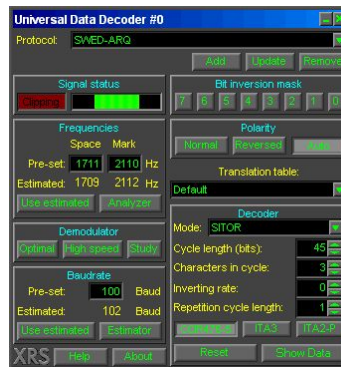 Universal Data Decoder #0
Protocol: SWED-ARQ
Add Update Remove
Signal status
Clipping
Bit inversion mask
7 6 5 4 3 2 1 0
Frequencies
Space Mark
Pre-set: 1711 2110 Hz
Estimated: 1709 2112 Hz
Use estimated Analyzer
Polarity
Normal Reversed Auto
Translation table:
Default
Demodulator
Optimal High speed Study
Decoder
Mode: SITOR
Cycle length (bits): 45
Characters in cycle: 3
Inverting rate: 0
Repetition cycle length: 1
ITA3 ITA2-P
Baudrate
Pre-set: 100 Baud
Estimated: 102 Baud
Use estimated Estimator
XRS Help About
Reset Show Data